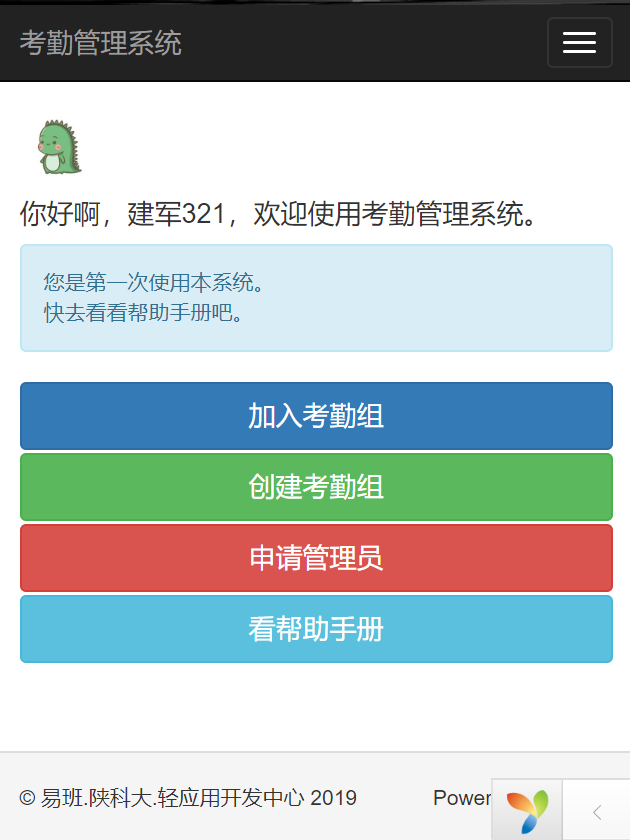 考勤管理系统
你好啊，建军321，欢迎使用考勤管理系统。
您是第一次使用本系统。
快去看看帮助手册吧。
加入考勤组
创建考勤组
申请管理员
看帮助手册
© 易班.陕科大.轻应用开发中心 2019 Power